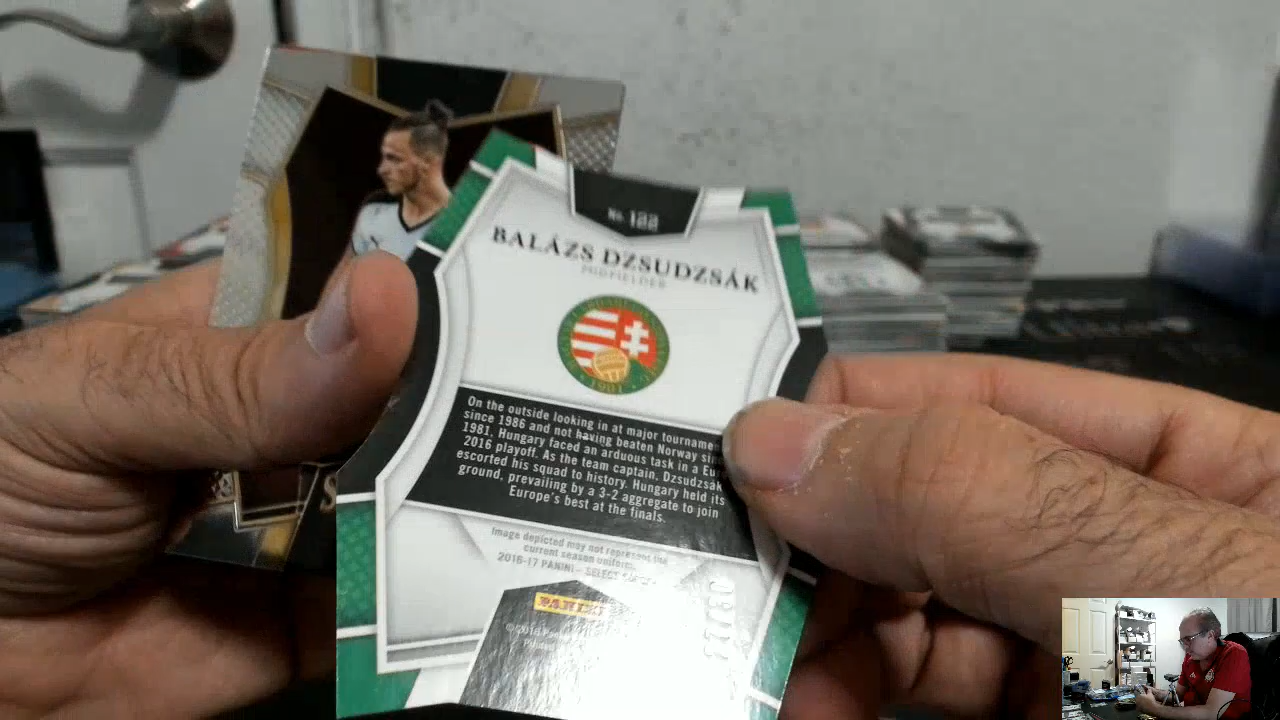 No. 122
BALÁZS DZSUDZSÁK
MIDFIELDER
1901
On the outside looking in at major tourname
since 1986 and not having beaten Norway sin
1981, Hungary faced an arduous task in a Eu
2016 playoff. As the team captain, Dzsudzsák
escorted his squad to history. Hungary held its
ground, prevailing by a 3-2 aggregate to join
Europe's best at the finals.
Image depicted may not represent the
current season uniform.
2016-17 PANINI – SELECT SOCCER
PANINI